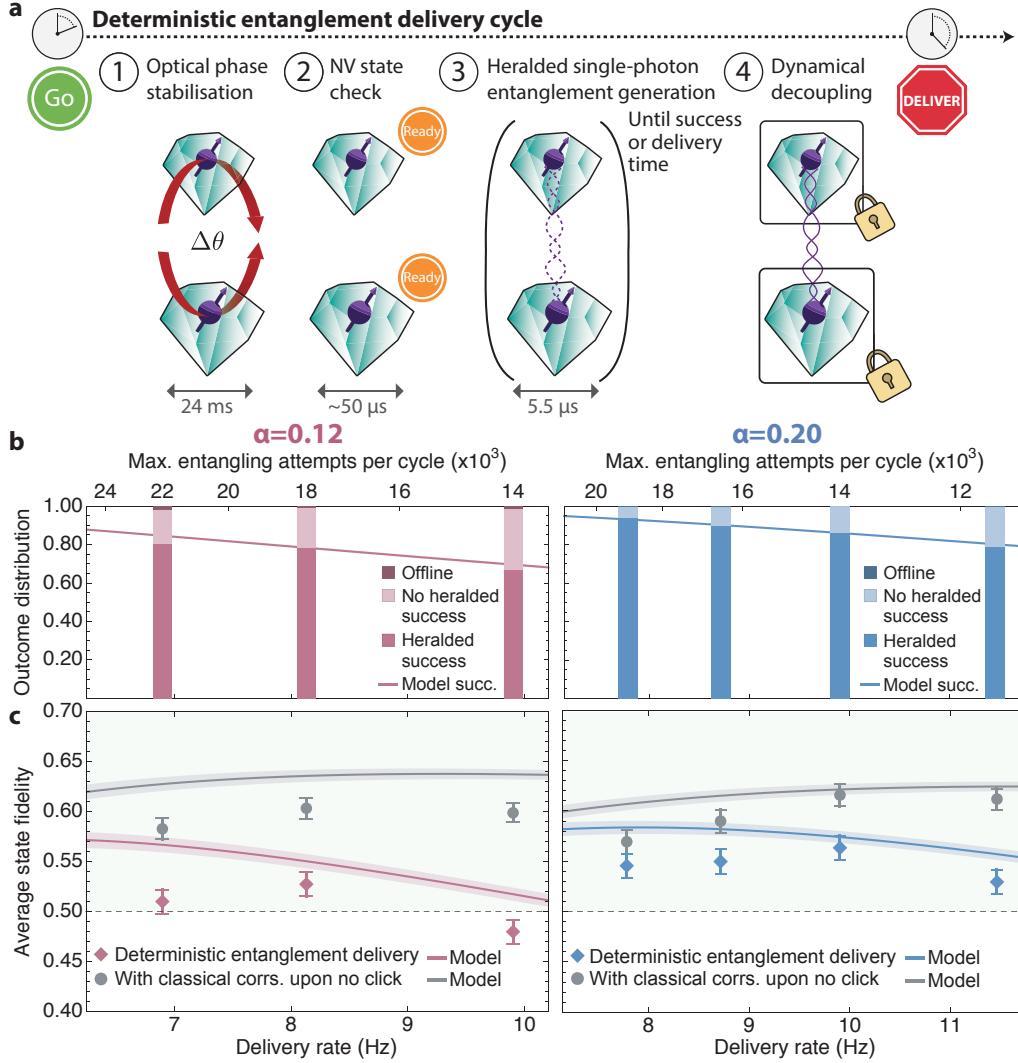 a
Deterministic entanglement delivery cycle
Go
DELIVER
1 Optical phase
stabilisation
2 NV state
check
3 Heralded single-photon
entanglement generation
4 Dynamical
decoupling
Ready
Until success
or delivery
time
Δθ
Ready
24 ms
~50 µs
5.5 µs
b
α=0.12
Max. entangling attempts per cycle (x10³)
24 22 20 18 16 14
Outcome distribution
1.00
0.80
0.60
0.40
0.20
Offline
No heralded
success
Heralded
success
Model succ.
α=0.20
Max. entangling attempts per cycle (x10³)
20 18 16 14 12
Offline
No heralded
success
Heralded
success
Model succ.
c
Average state fidelity
0.70
0.65
0.60
0.55
0.50
0.45
0.40
Deterministic entanglement delivery
Model
With classical corrs. upon no click
Model
7 8 9 10
Delivery rate (Hz)
Deterministic entanglement delivery
Model
With classical corrs. upon no click
Model
8 9 10 11
Delivery rate (Hz)